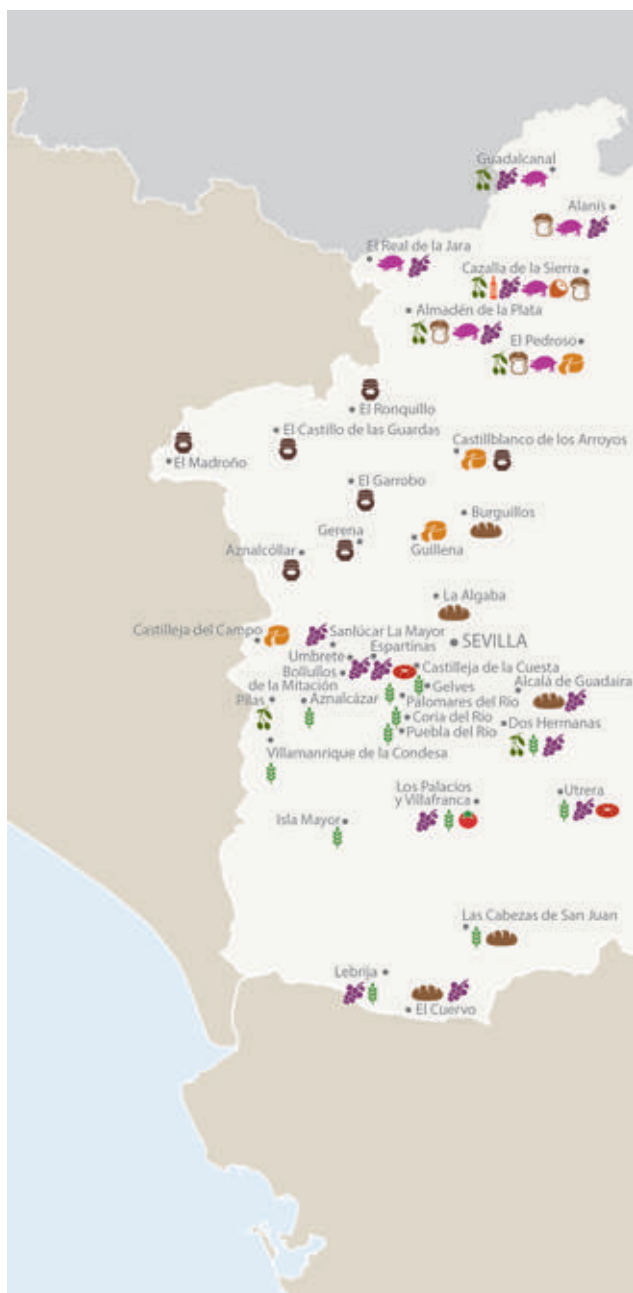 Guadalcanal
Alanís
El Real de la Jara
Cazalla de la Sierra
Almadén de la Plata
El Pedroso
El Ronquillo
El Castillo de las Guardas
Castillblanco de los Arroyos
El Madroño
El Garrobo
Burguillos
Gerena
Guillena
Aznalcóllar
La Algaba
Castilleja del Campo
Sanlúcar La Mayor
SEVILLA
Espartinas
Umbrete
Castilleja de la Cuesta
Bollullos
de la Mitación
Gelves
Alcalá de Guadaira
Pilas
Aznalcázar
Palomares del Río
Coria del Río
Dos Hermanas
Puebla del Río
Villamanrique de la Condesa
Los Palacios
y Villafranca
Utrera
Isla Mayor
Las Cabezas de San Juan
Lebrija
El Cuervo